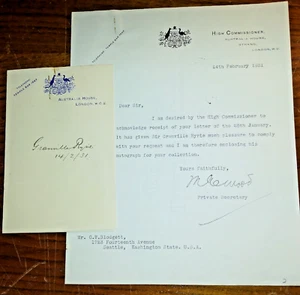 HIGH COMMISSIONER,
AUSTRALIA HOUSE,
STRAND,
LONDON, W.C.2.
14th February 1931
Dear Sir,
I am desired by the High Commissioner to
acknowledge receipt of your letter of the 28th January.
It has given Sir Granville Ryrie much pleasure to comply
with your request and I am therefore enclosing his
autograph for your collection.
Yours faithfully,
Private Secretary
Mr. G.E.Blodgett,
Fourteenth Avenue
Seattle, Washington State. U.S.A.
AUSTRALIA HOUSE,
LONDON, W.C.2.
Granville Ryrie
14/2/31